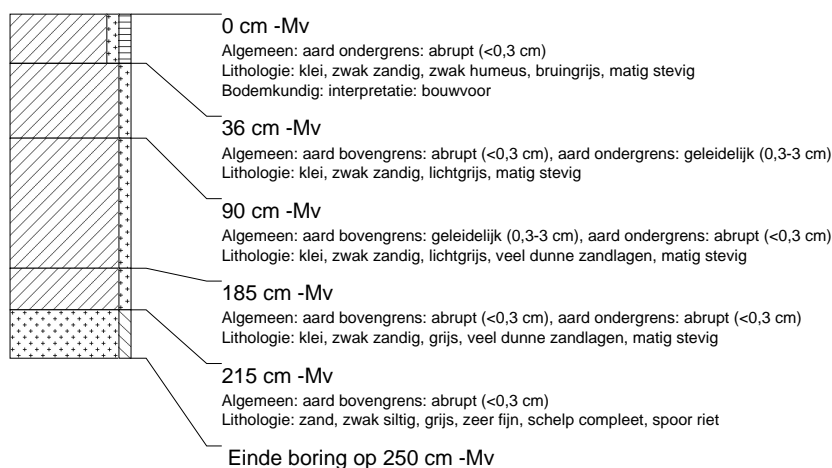 0 cm -Mv
Algemeen: aard ondergrens: abrupt (<0,3 cm)
Lithologie: klei, zwak zandig, zwak humeus, bruingrijs, matig stevig
Bodemkundig: interpretatie: bouwvoor
36 cm -Mv
Algemeen: aard bovengrens: abrupt (<0,3 cm), aard ondergrens: geleidelijk (0,3-3 cm)
Lithologie: klei, zwak zandig, lichtgrijs, matig stevig
90 cm -Mv
Algemeen: aard bovengrens: geleidelijk (0,3-3 cm), aard ondergrens: abrupt (<0,3 cm)
Lithologie: klei, zwak zandig, lichtgrijs, veel dunne zandlagen, matig stevig
185 cm -Mv
Algemeen: aard bovengrens: abrupt (<0,3 cm), aard ondergrens: abrupt (<0,3 cm)
Lithologie: klei, zwak zandig, grijs, veel dunne zandlagen, matig stevig
215 cm -Mv
Algemeen: aard bovengrens: abrupt (<0,3 cm)
Lithologie: zand, zwak siltig, grijs, zeer fijn, schelp compleet, spoor riet
Einde boring op 250 cm -Mv